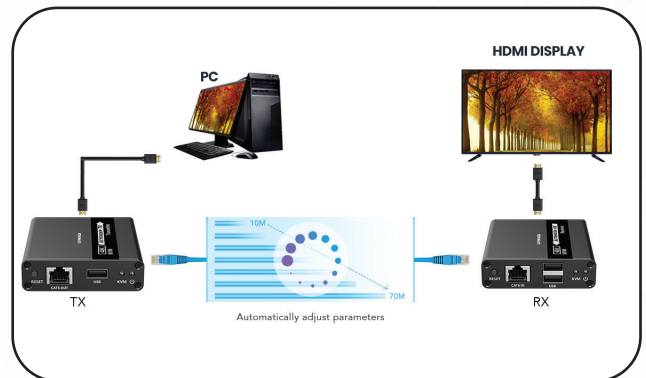 HDMI DISPLAY
PC
10M
70M
RESET
CAT6 OUT
USB
KVM
TX
Automatically adjust parameters
RESET
CAT6 IN
USB
KVM
RX